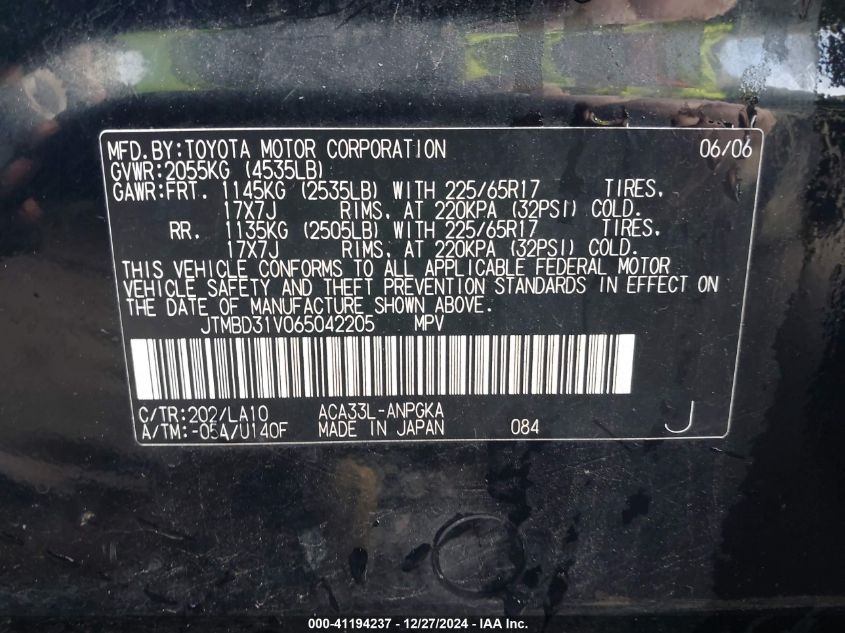 MFD.BY:TOYOTA MOTOR CORPORATION 06/06
GVWR:2055KG (4535LB)
GAWR:FRT. 1145KG (2535LB) WITH 225/65R17 TIRES,
17X7J RIMS, AT 220KPA (32PSI) COLD.
RR. 1135KG (2505LB) WITH 225/65R17 TIRES,
17X7J RIMS, AT 220KPA (32PSI) COLD.
THIS VEHICLE CONFORMS TO ALL APPLICABLE FEDERAL MOTOR
VEHICLE SAFETY AND THEFT PREVENTION STANDARDS IN EFFECT ON
THE DATE OF MANUFACTURE SHOWN ABOVE.
JTMBD31V065042205 MPV
C/TR:202/LA10 ACA33L-ANPGKA
A/TM:-05A/U140F MADE IN JAPAN 084 J
000-41194237 - 12/27/2024 - IAA Inc.